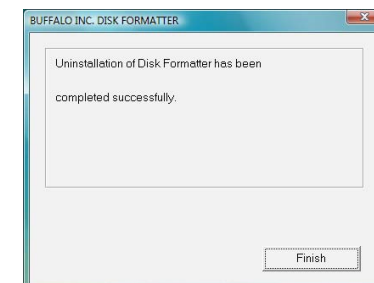 BUFFALO INC. DISK FORMATTER
Uninstallation of Disk Formatter has been
completed successfully.
Finish